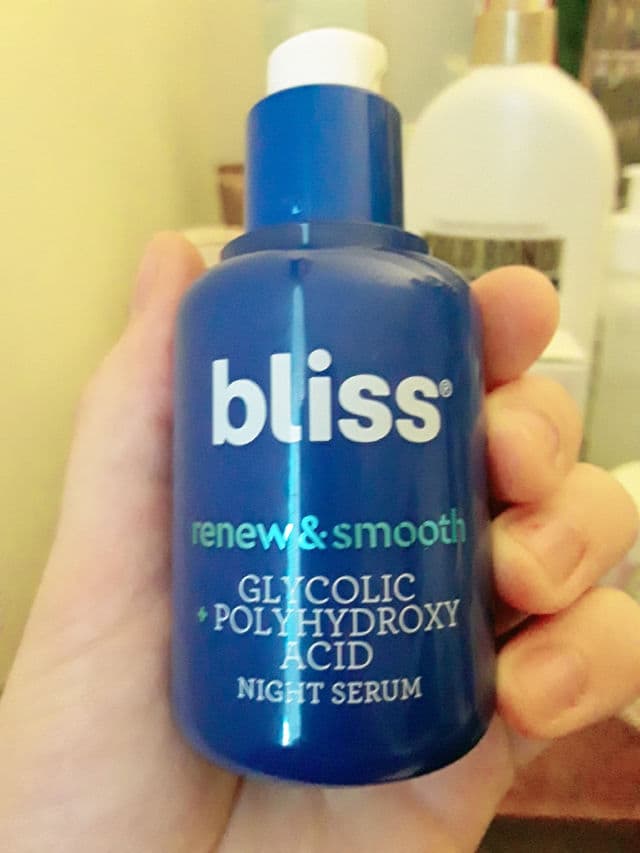 bliss®
renew&smooth
GLYCOLIC
+POLYHYDROXY
ACID
NIGHT SERUM